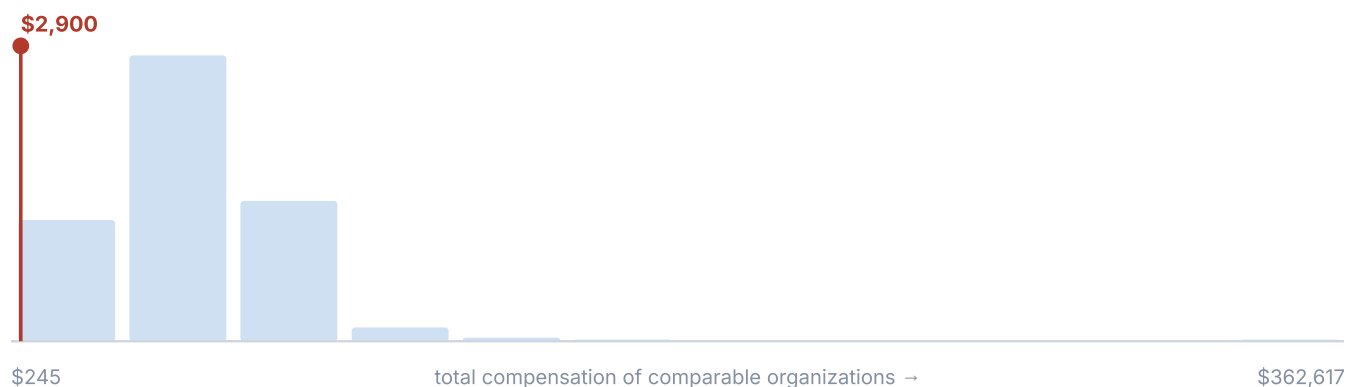 $2,900
$245 total compensation of comparable organizations → $362,617